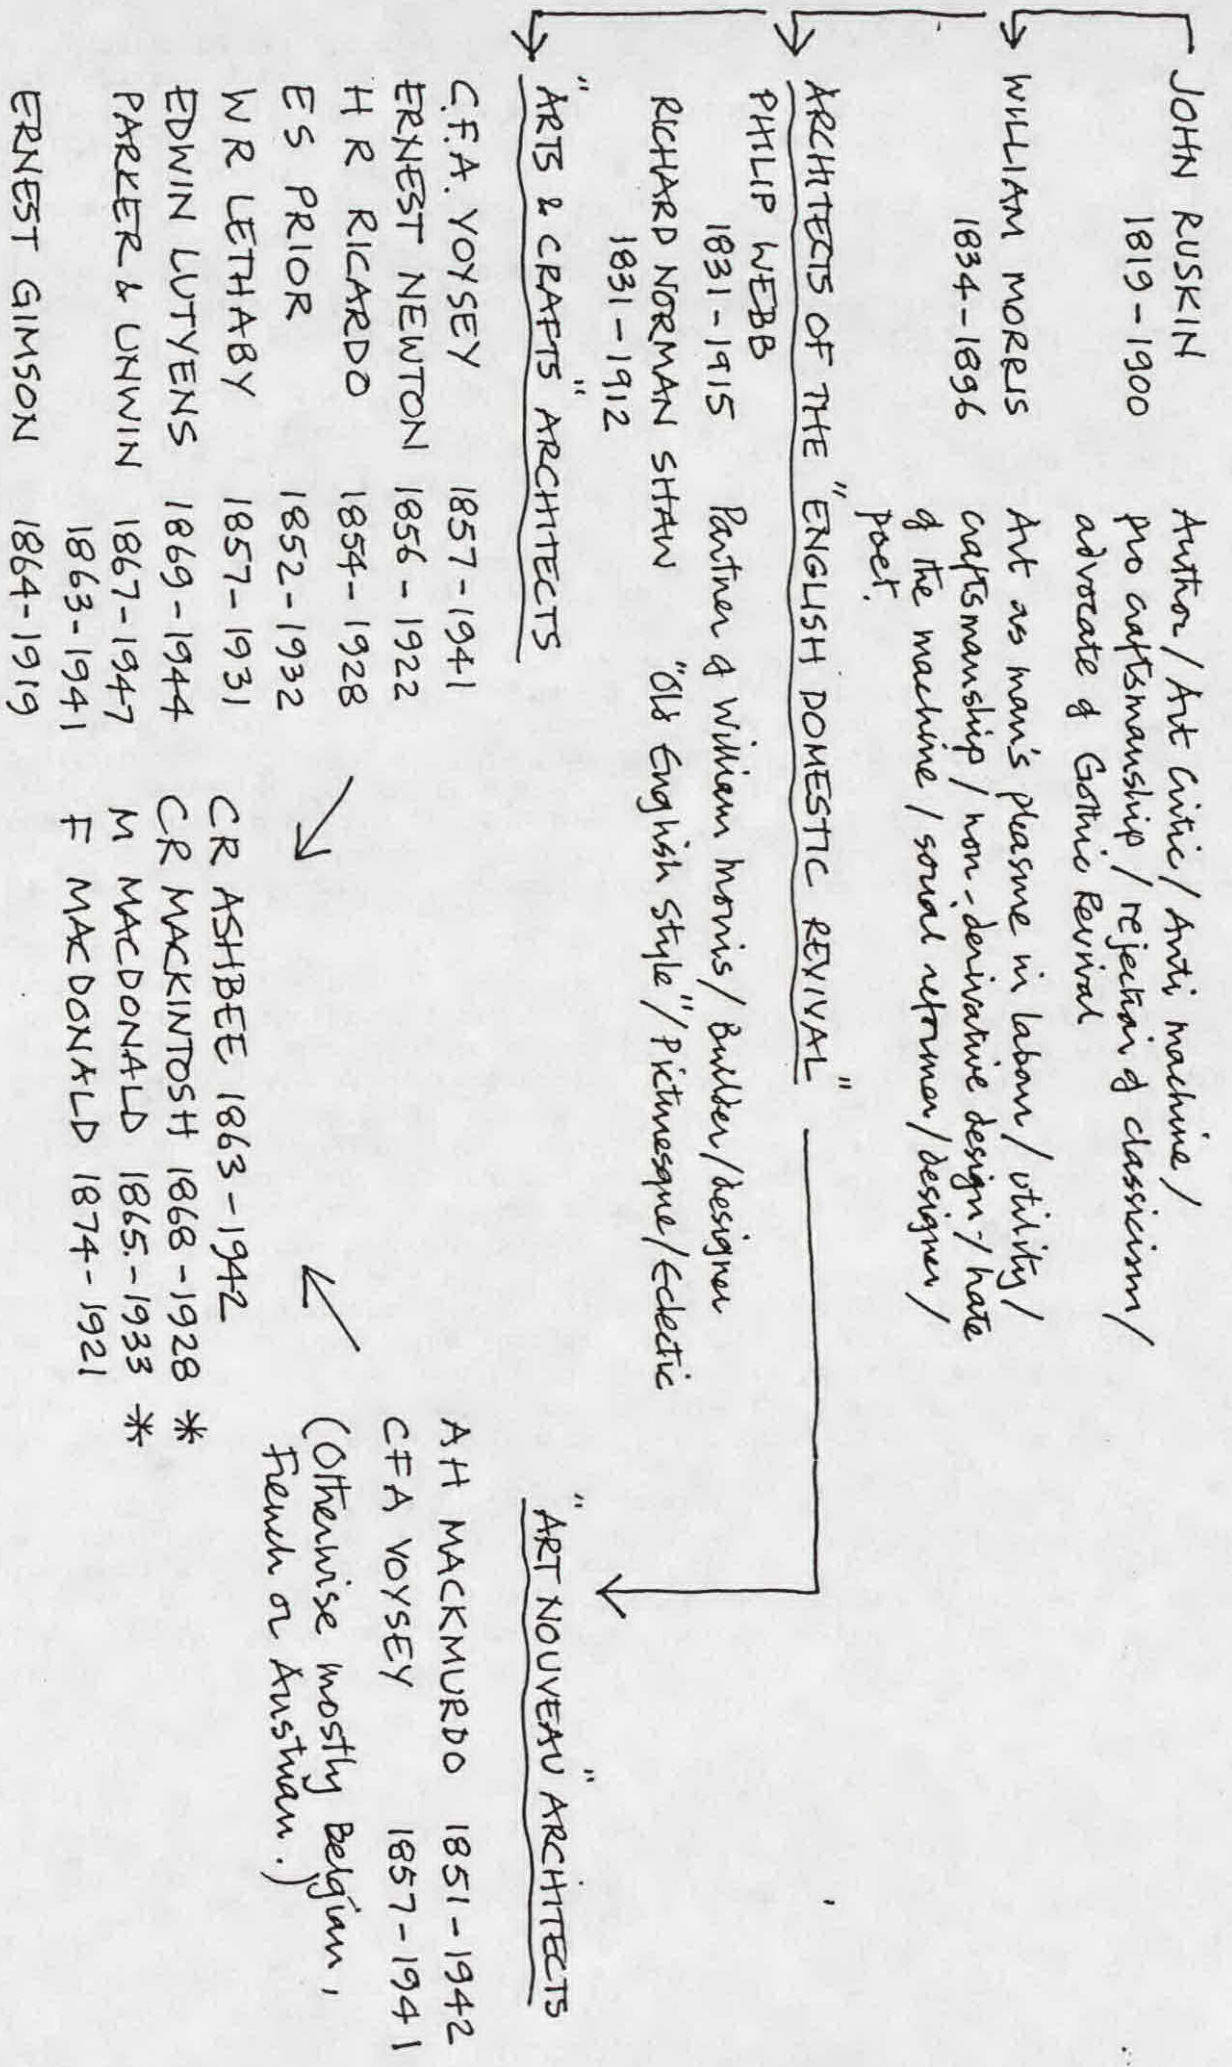 JOHN RUSKIN Author / Art Critic / Anti machine /
1819 - 1900 pro craftsmanship / rejection of classicism /
advocate of Gothic Revival
WILLIAM MORRIS Art as man's pleasure in labour / utility /
1834 - 1896 craftsmanship / non-derivative design / hate
of the machine / social reformer / designer /
poet.
ARCHITECTS OF THE "ENGLISH DOMESTIC REVIVAL"
PHILIP WEBB
1831 - 1915 Partner of William Morris / Builder / designer
RICHARD NORMAN SHAW "Old English Style" / Picturesque / Eclectic
1831 - 1912
"ARTS & CRAFTS" ARCHITECTS
C.F.A. VOYSEY 1857 - 1941
ERNEST NEWTON 1856 - 1922
H R RICARDO 1854 - 1928
E S PRIOR 1852 - 1932
W R LETHABY 1857 - 1931
EDWIN LUTYENS 1869 - 1944
PARKER & UNWIN 1867 - 1947
1863 - 1941
ERNEST GIMSON 1864 - 1919
CR ASHBEE 1863 - 1942
CR MACKINTOSH 1868 - 1928 *
M MACDONALD 1865. - 1933 *
F MACDONALD 1874 - 1921
"ART NOUVEAU" ARCHITECTS
A H MACKMURDO 1851 - 1942
CFA VOYSEY 1857 - 1941
(Otherwise mostly Belgian,
French or Austrian.)